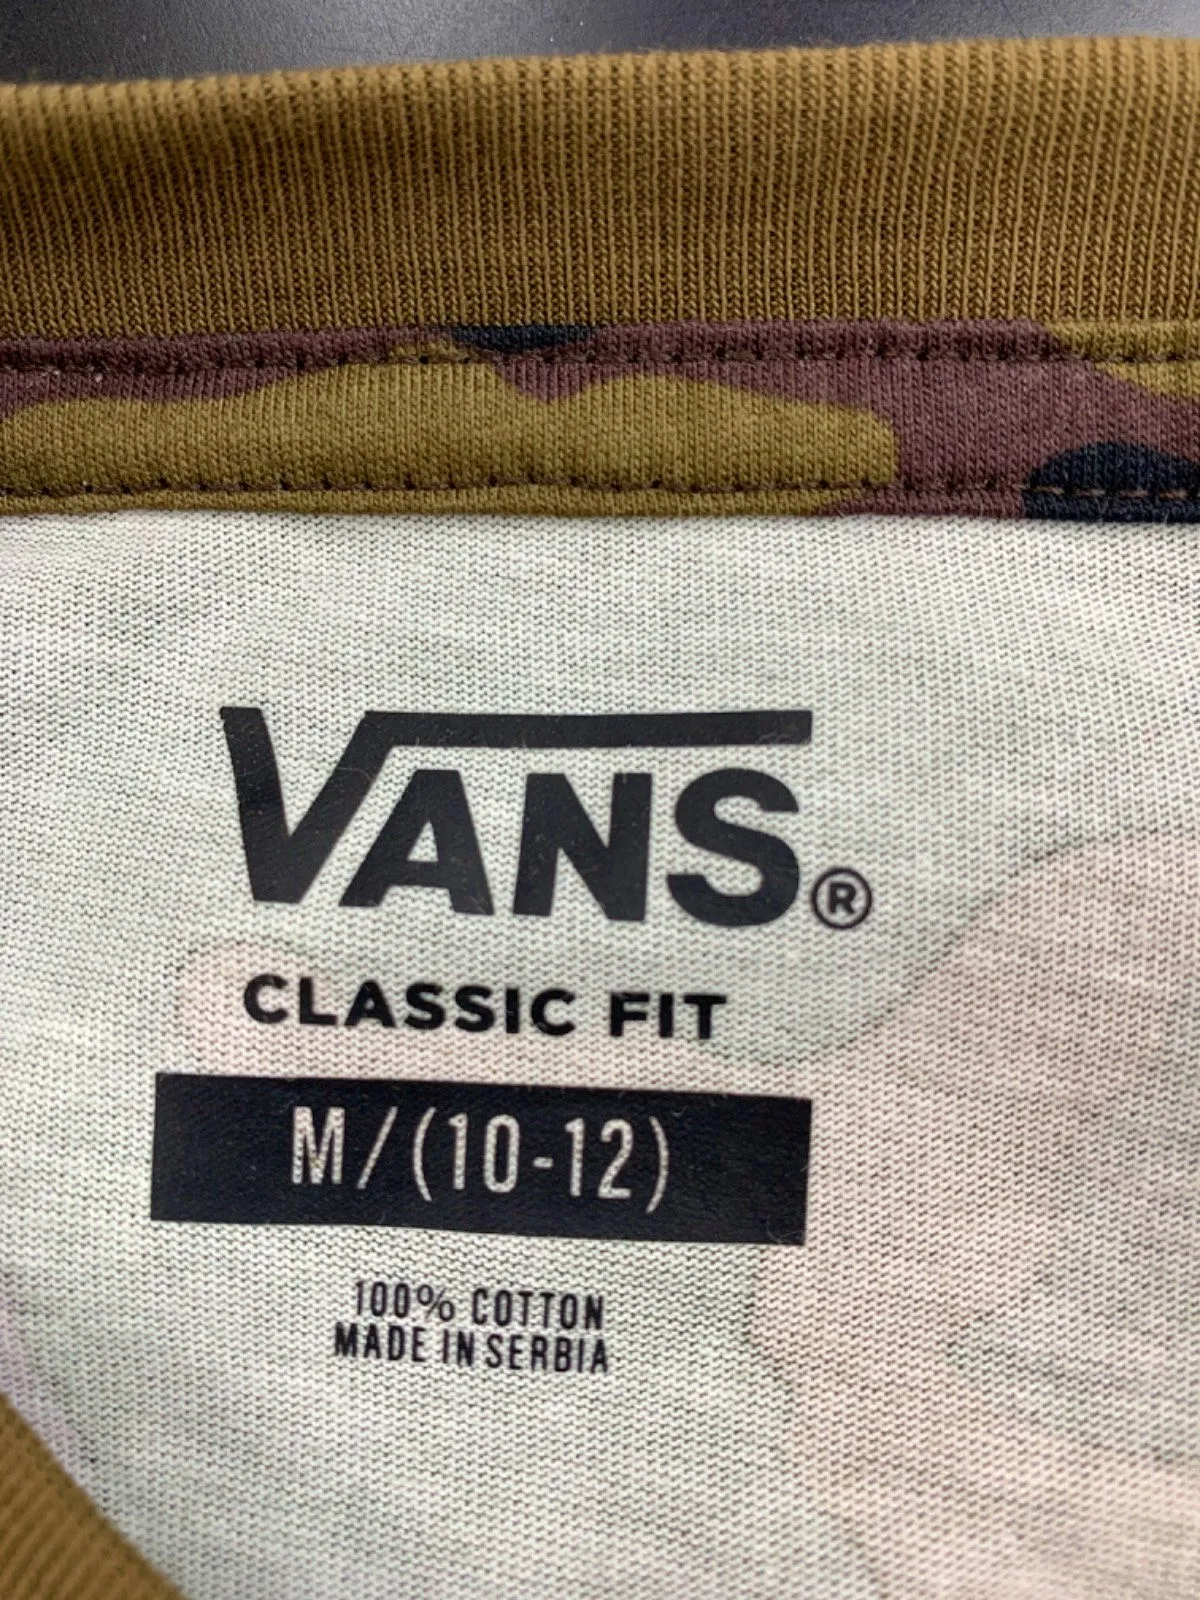 VANS®
CLASSIC FIT
M/(10-12)
100% COTTON
MADE IN SERBIA